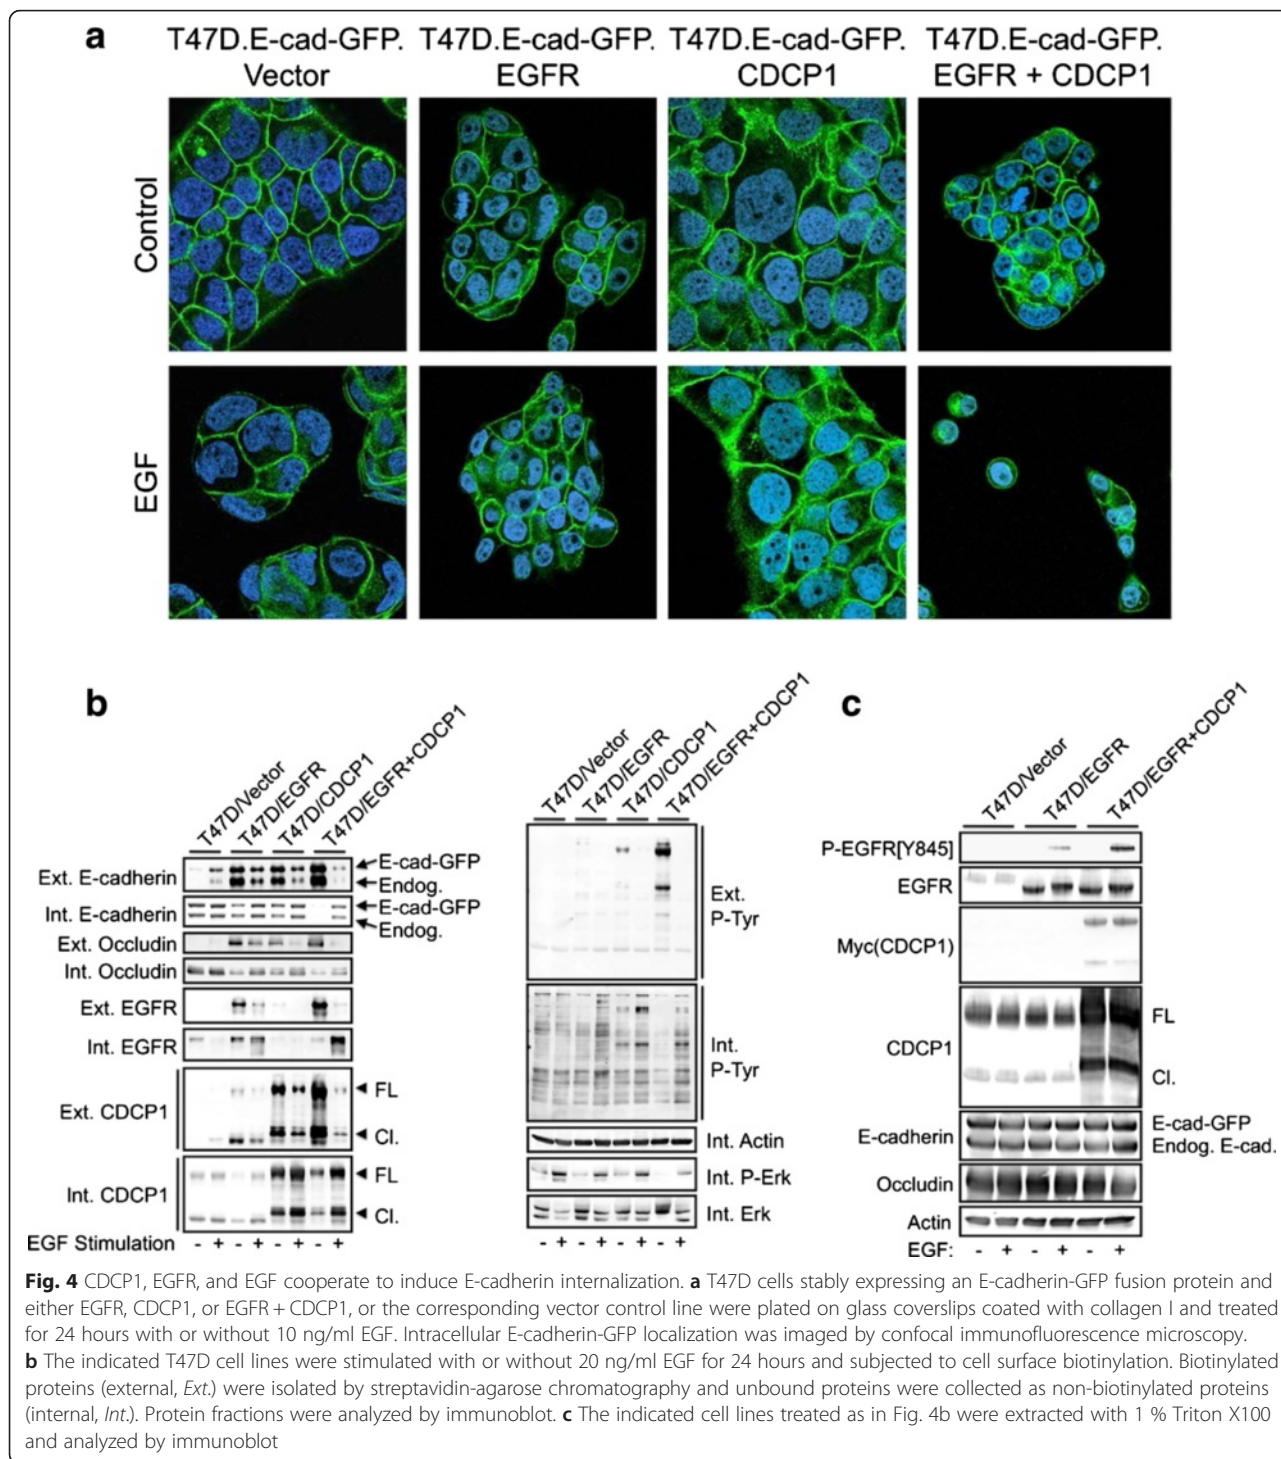 a
T47D.E-cad-GFP. T47D.E-cad-GFP. T47D.E-cad-GFP. T47D.E-cad-GFP.
Vector EGFR CDCP1 EGFR + CDCP1
Control
EGF
b
T47D/Vector
T47D/EGFR
T47D/CDCP1
T47D/EGFR+CDCP1
Ext. E-cadherin
E-cad-GFP
Endog.
Int. E-cadherin
E-cad-GFP
Endog.
Ext. Occludin
Int. Occludin
Ext. EGFR
Int. EGFR
Ext. CDCP1
FL
Cl.
Int. CDCP1
FL
Cl.
EGF Stimulation - + - + - + - +
T47D/Vector
T47D/EGFR
T47D/CDCP1
T47D/EGFR+CDCP1
Ext.
P-Tyr
Int.
P-Tyr
Int. Actin
Int. P-Erk
Int. Erk
- + - + - + - +
c
T47D/Vector
T47D/EGFR
T47D/EGFR+CDCP1
P-EGFR[Y845]
EGFR
Myc(CDCP1)
CDCP1
FL
Cl.
E-cadherin
E-cad-GFP
Endog. E-cad.
Occludin
Actin
EGF: - + - + - +
Fig. 4 CDCP1, EGFR, and EGF cooperate to induce E-cadherin internalization. a T47D cells stably expressing an E-cadherin-GFP fusion protein and
either EGFR, CDCP1, or EGFR + CDCP1, or the corresponding vector control line were plated on glass coverslips coated with collagen I and treated
for 24 hours with or without 10 ng/ml EGF. Intracellular E-cadherin-GFP localization was imaged by confocal immunofluorescence microscopy.
b The indicated T47D cell lines were stimulated with or without 20 ng/ml EGF for 24 hours and subjected to cell surface biotinylation. Biotinylated
proteins (external, Ext.) were isolated by streptavidin-agarose chromatography and unbound proteins were collected as non-biotinylated proteins
(internal, Int.). Protein fractions were analyzed by immunoblot. c The indicated cell lines treated as in Fig. 4b were extracted with 1 % Triton X100
and analyzed by immunoblot